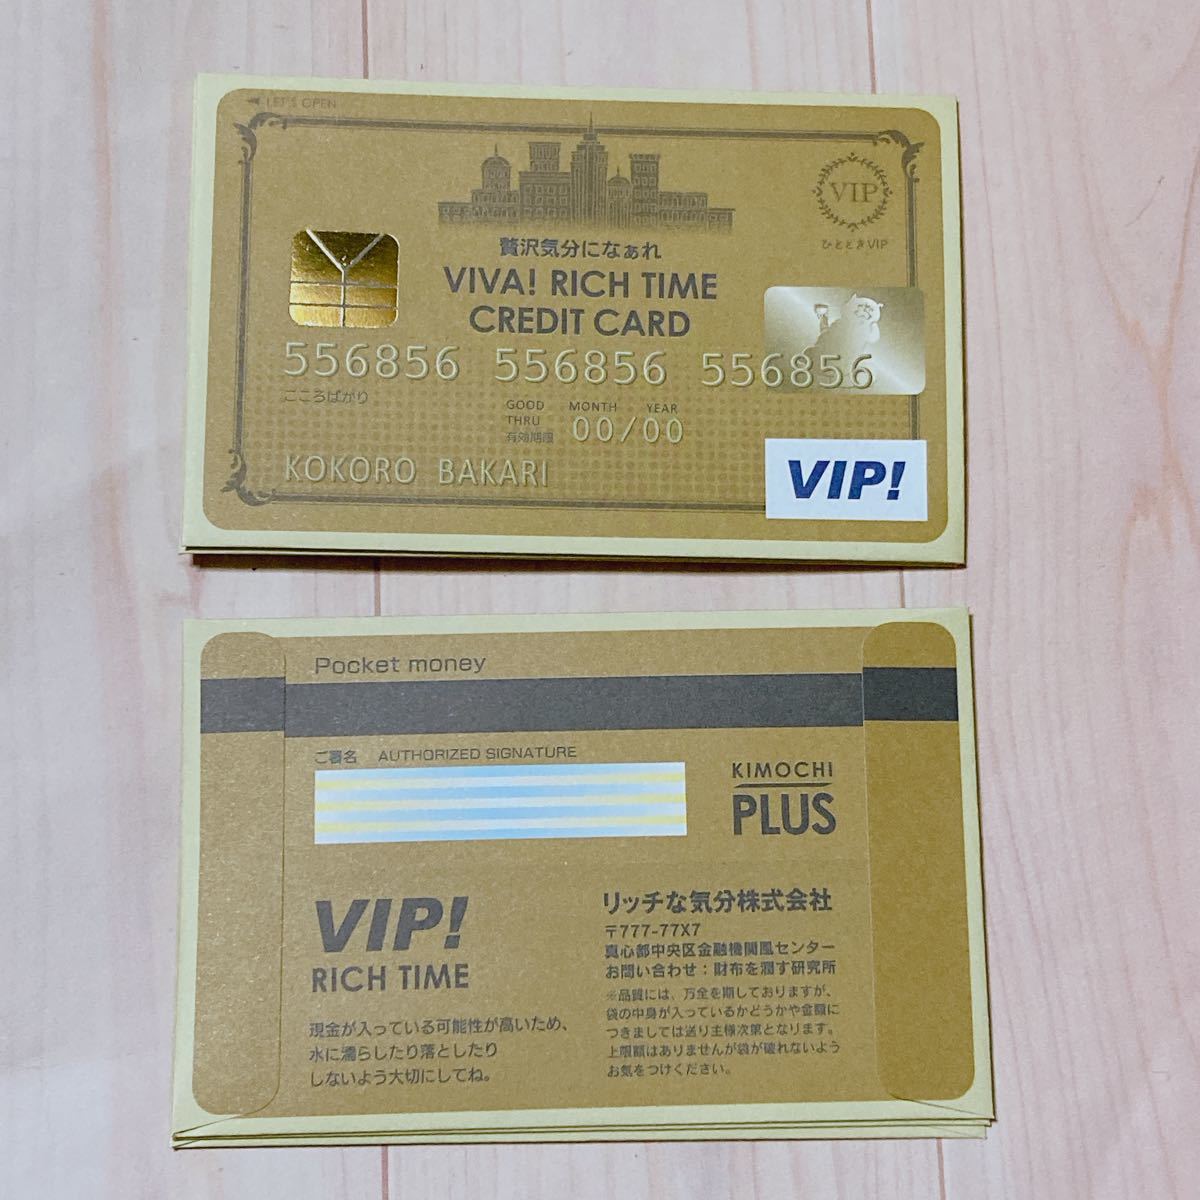 ◀ LET'S OPEN
VIP
ひとときVIP
贅沢気分になぁれ
VIVA! RICH TIME
CREDIT CARD
556856 556856 556856
こころばかり
GOOD THRU MONTH YEAR
有効期限 00/00
KOKORO BAKARI
VIP!
Pocket money
ご署名 AUTHORIZED SIGNATURE
KIMOCHI
PLUS
VIP!
RICH TIME
現金が入っている可能性が高いため、
水に濡らしたり落としたり
しないよう大切にしてね。
リッチな気分株式会社
〒777-77X7
真心都中央区金融機関風センター
お問い合わせ：財布を潤す研究所
※品質には、万全を期しておりますが、
袋の中身が入っているかどうかや金額に
つきましては送り主様次第となります。
上限額はありませんが袋が破れないよう
お気をつけください。